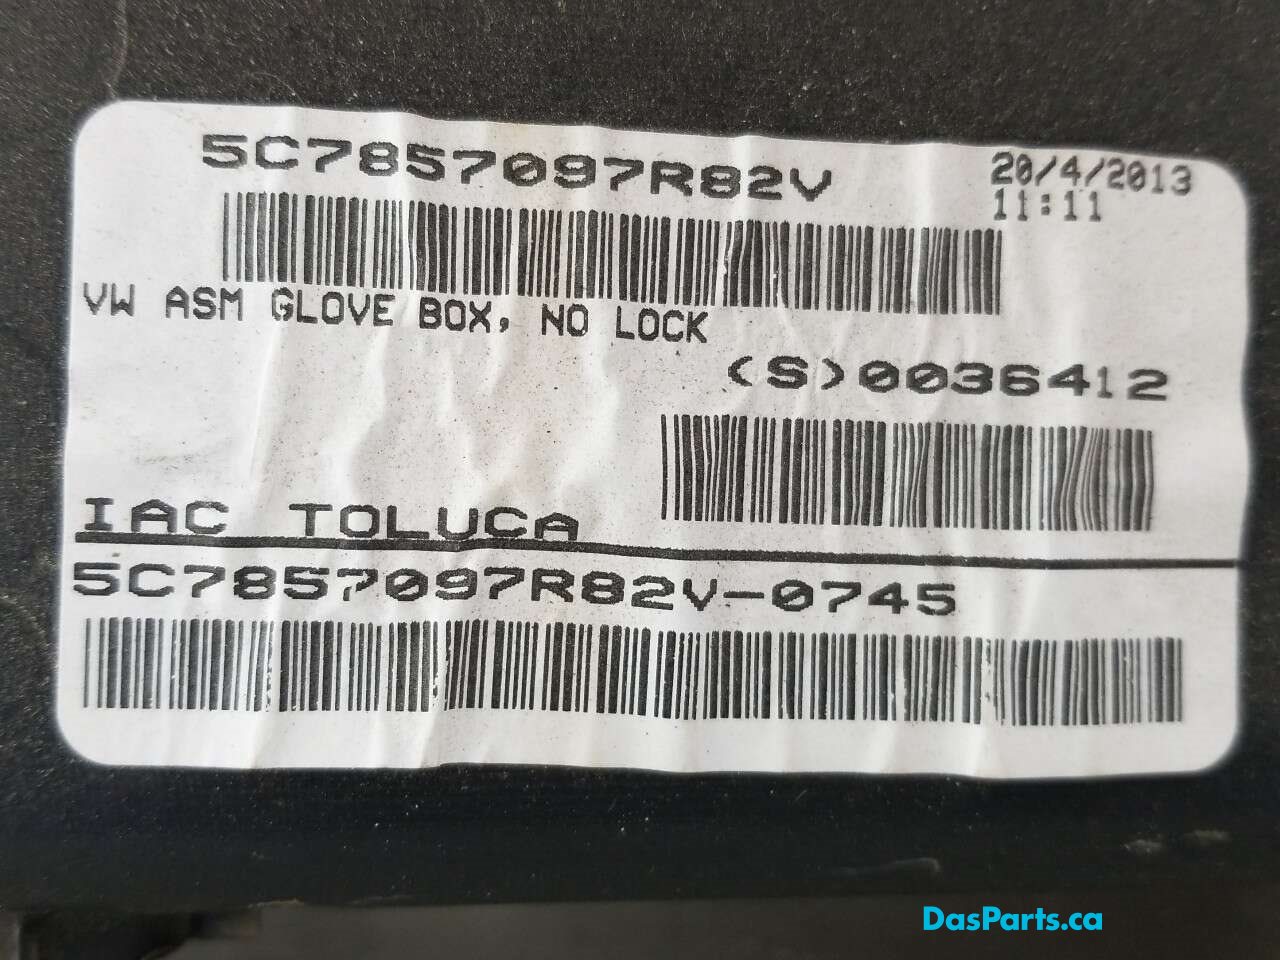 5C7857097R82V
20/4/2013
11:11
VW ASM GLOVE BOX, NO LOCK
(S)0036412
IAC TOLUCA
5C7857097R82V-0745
DasParts.ca